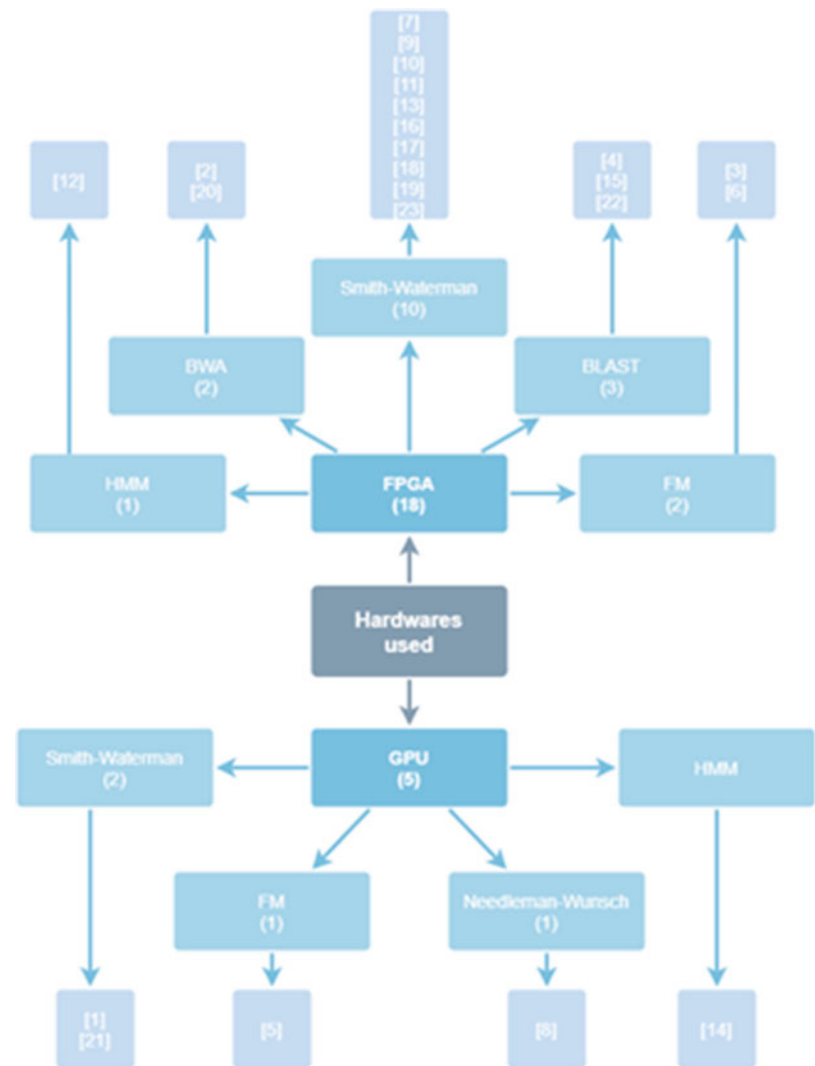 [7]
[9]
[10]
[11]
[13]
[16]
[17]
[18]
[19]
[23]
[12]
[2]
[20]
[4]
[15]
[22]
[3]
[6]
Smith-Waterman
(10)
BWA
(2)
BLAST
(3)
HMM
(1)
FPGA
(18)
FM
(2)
Hardwares
used
Smith-Waterman
(2)
GPU
(5)
HMM
FM
(1)
Needleman-Wunsch
(1)
[1]
[21]
[5]
[8]
[14]